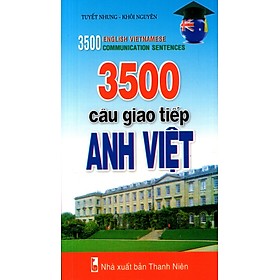 TUYẾT NHUNG - KHÔI NGUYÊN
3500 ENGLISH VIETNAMESE
COMMUNICATION SENTENCES
3500
câu giao tiếp
ANH VIỆT
Nhà xuất bản Thanh Niên